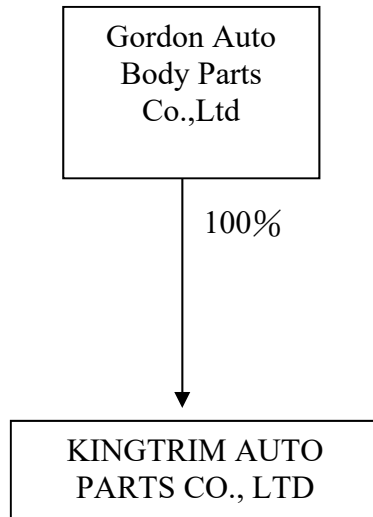 Gordon Auto
Body Parts
Co.,Ltd
100％
KINGTRIM AUTO
PARTS CO., LTD